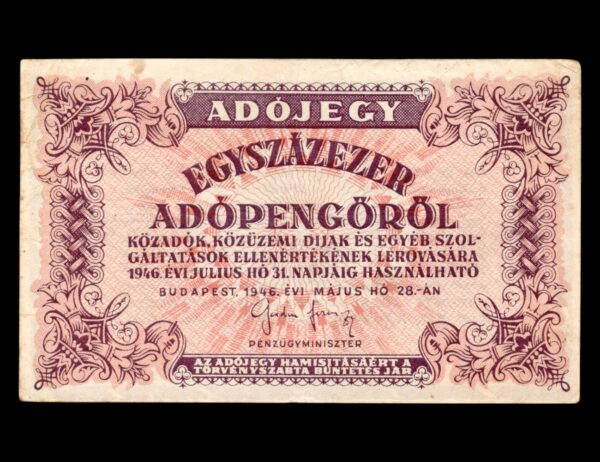 ADÓJEGY
EGYSZÁZEZER
ADÓPENGŐRŐL
KÖZADÓK, KÖZÜZEMI DIJAK ÉS EGYÉB SZOL-
GÁLTATÁSOK ELLENÉRTÉKÉNEK LEROVÁSÁRA
1946. ÉVI JULIUS HÓ 31. NAPJÁIG HASZNÁLHATÓ
BUDAPEST, 1946. ÉVI MÁJUS HÓ 28.-ÁN
PÉNZÜGYMINISZTER
AZ ADÓJEGY HAMISITÁSAÉRT A
TÖRVÉNYSZABTA BÜNTETÉS JÁR